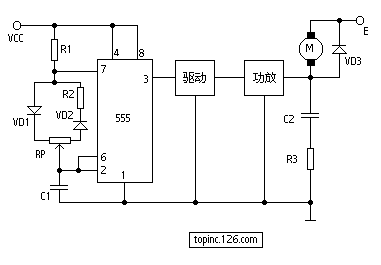 VCC
R1
4
8
E
M
VD3
7
3
驱动
功放
R2
VD1
VD2
555
C2
RP
6
2
R3
C1
1
topinc.126.com